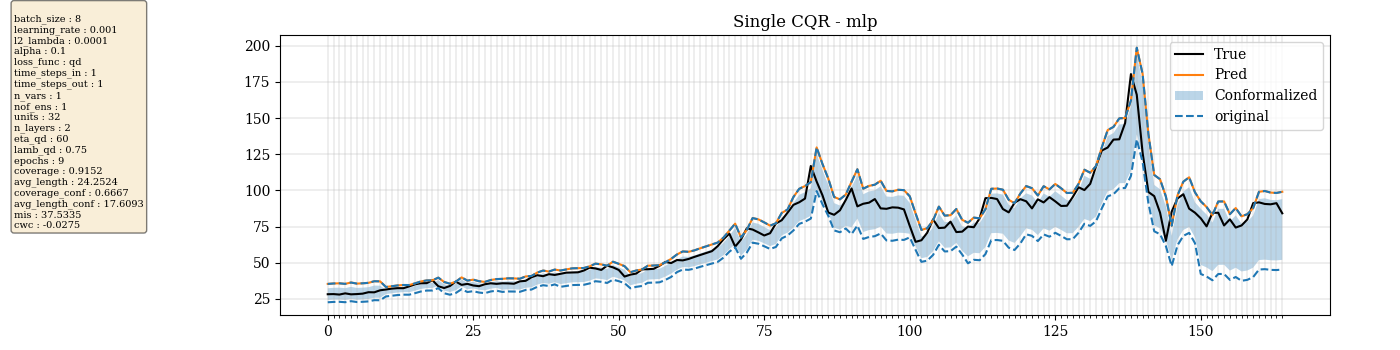 batch_size : 8
learning_rate : 0.001
l2_lambda : 0.0001
alpha : 0.1
loss_func : qd
time_steps_in : 1
time_steps_out : 1
n_vars : 1
nof_ens : 1
units : 32
n_layers : 2
eta_qd : 60
lamb_qd : 0.75
epochs : 9
coverage : 0.9152
avg_length : 24.2524
coverage_conf : 0.6667
avg_length_conf : 17.6093
mis : 37.5335
cwc : -0.0275
Single CQR - mlp
200
175
150
125
100
75
50
25
True
Pred
Conformalized
original
0 25 50 75 100 125 150